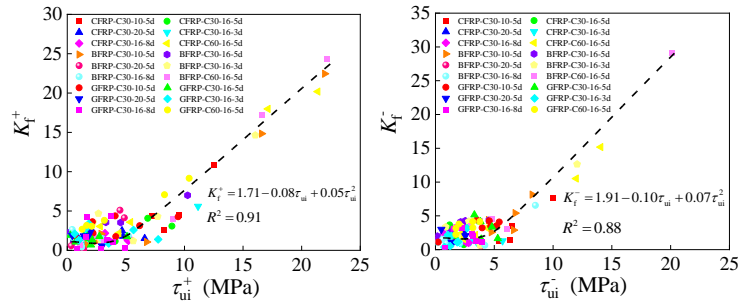 CFRP-C30-10-5d CFRP-C30-16-5d
CFRP-C30-20-5d CFRP-C30-16-3d
CFRP-C30-16-8d CFRP-C60-16-5d
BFRP-C30-10-5d BFRP-C30-16-5d
BFRP-C30-20-5d BFRP-C30-16-3d
BFRP-C30-16-8d BFRP-C60-16-5d
GFRP-C30-10-5d GFRP-C30-16-5d
GFRP-C30-20-5d GFRP-C30-16-3d
GFRP-C30-16-8d GFRP-C60-16-5d
30
25
20
15
10
5
0
K_f^+
K_f^+=1.71−0.08τ_ui+0.05τ_ui^2
R^2=0.91
0 5 10 15 20 25
τ_ui^+ (MPa)
CFRP-C30-10-5d CFRP-C30-16-5d
CFRP-C30-20-5d CFRP-C30-16-3d
CFRP-C30-16-8d CFRP-C60-16-5d
BFRP-C30-10-5d BFRP-C30-16-5d
BFRP-C30-20-5d BFRP-C30-16-3d
BFRP-C30-16-8d BFRP-C60-16-5d
GFRP-C30-10-5d GFRP-C30-16-5d
GFRP-C30-20-5d GFRP-C30-16-3d
GFRP-C30-16-8d GFRP-C60-16-5d
35
30
25
20
15
10
5
0
K_f^-
K_f^-=1.91−0.10τ_ui+0.07τ_ui^2
R^2=0.88
0 5 10 15 20 25
τ_ui^- (MPa)